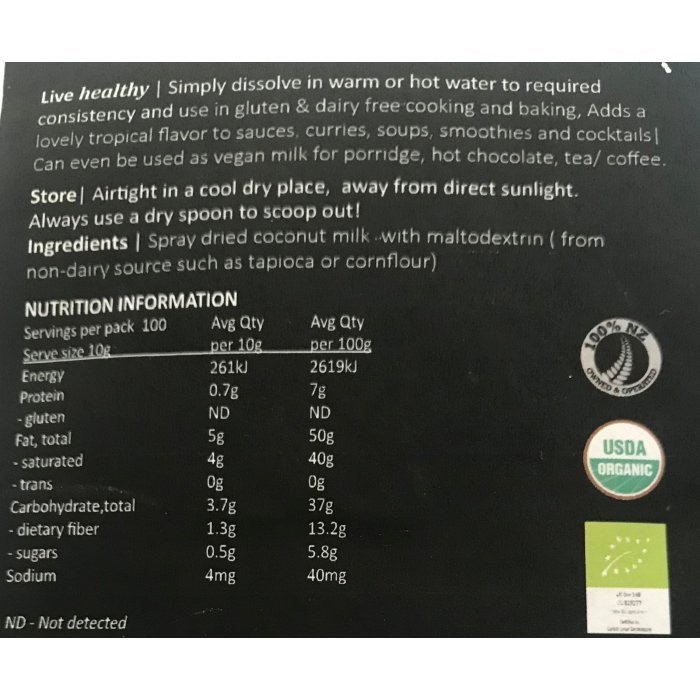 Live healthy | Simply dissolve in warm or hot water to required
consistency and use in gluten & dairy free cooking and baking, Adds a
lovely tropical flavor to sauces, curries, soups, smoothies and cocktails|
Can even be used as vegan milk for porridge, hot chocolate, tea/ coffee.
Store| Airtight in a cool dry place, away from direct sunlight.
Always use a dry spoon to scoop out!
Ingredients | Spray dried coconut milk with maltodextrin ( from
non-dairy source such as tapioca or cornflour)
NUTRITION INFORMATION
Servings per pack 100 Avg Qty Avg Qty
Serve size 10g per 10g per 100g
Energy 261kJ 2619kJ
Protein 0.7g 7g
- gluten ND ND
Fat, total 5g 50g
- saturated 4g 40g
- trans 0g 0g
Carbohydrate,total 3.7g 37g
- dietary fiber 1.3g 13.2g
- sugars 0.5g 5.8g
Sodium 4mg 40mg
ND - Not detected
100% NZ
OWNED & OPERATED
USDA
ORGANIC